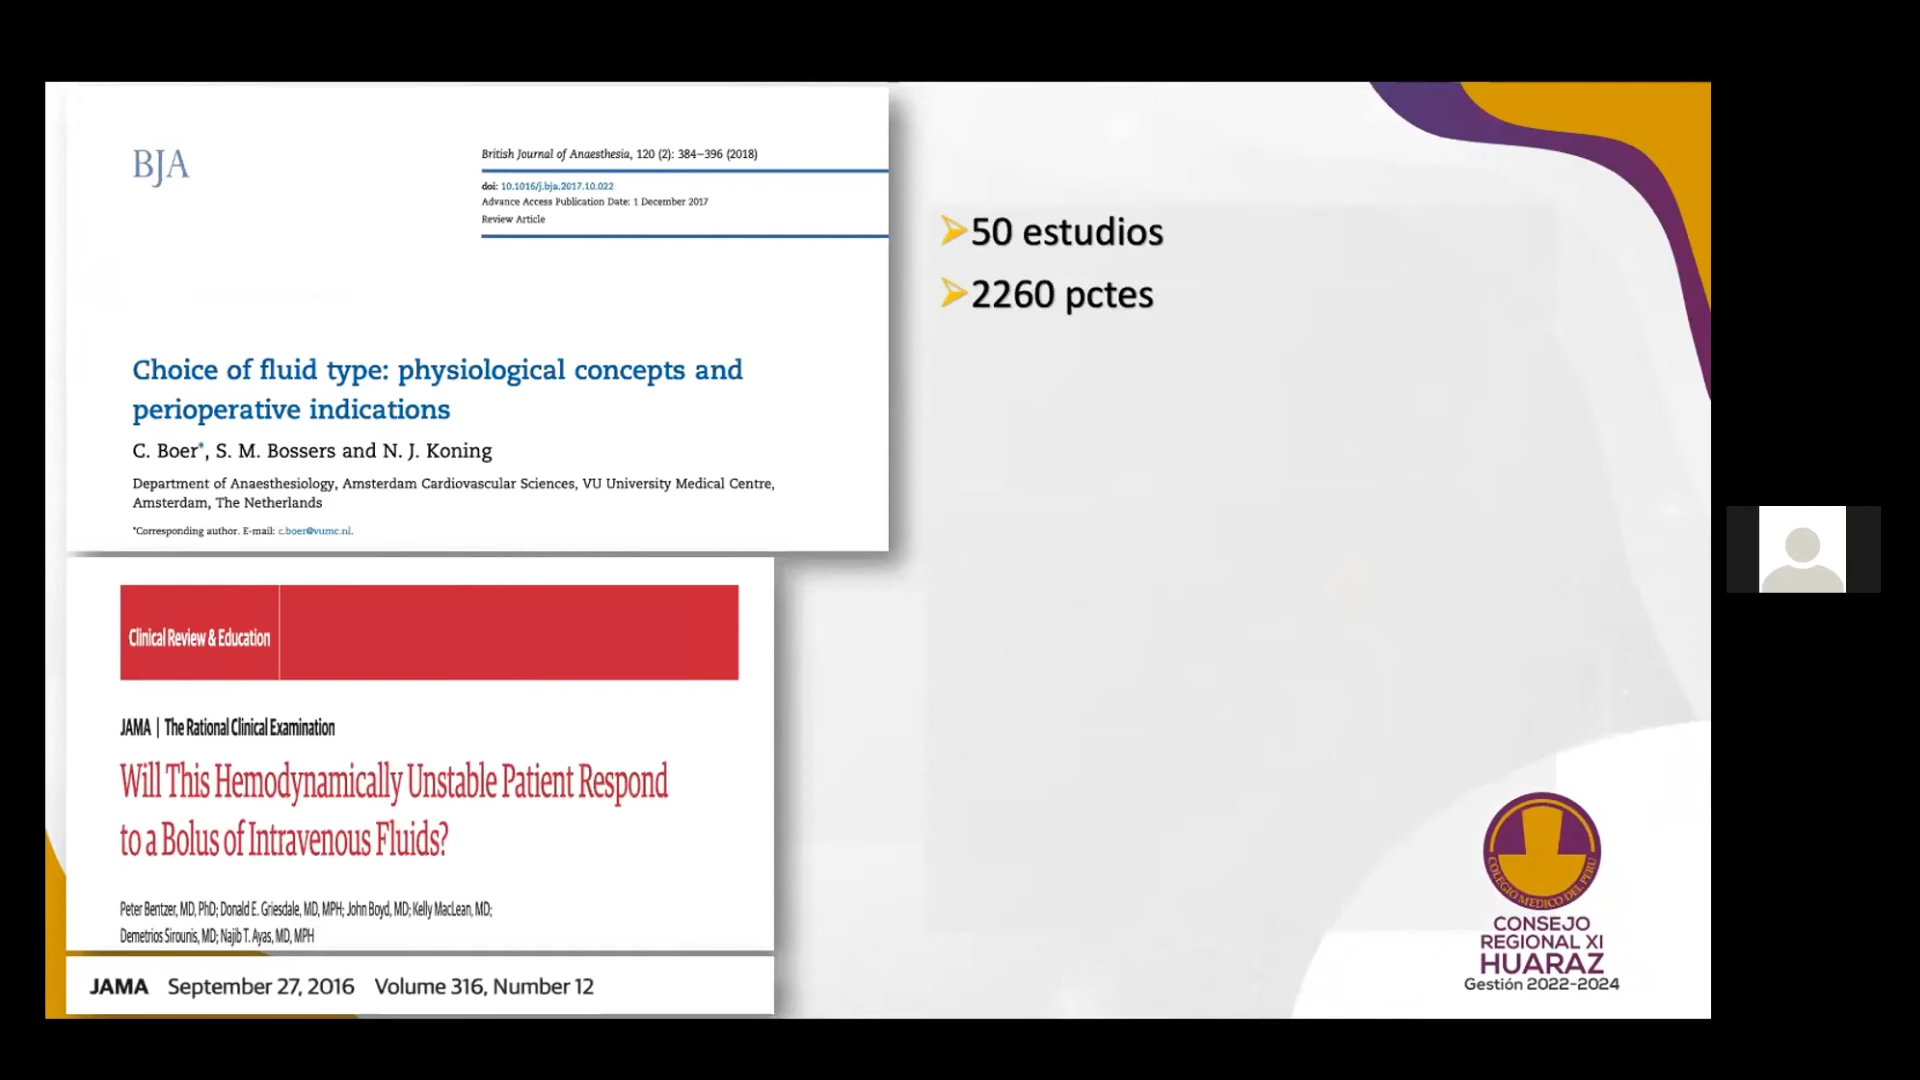 BJA
British Journal of Anaesthesia, 120 (2): 384–396 (2018)
doi: 10.1016/j.bja.2017.10.022
Advance Access Publication Date: 1 December 2017
Review Article
Choice of fluid type: physiological concepts and
perioperative indications
C. Boer*, S. M. Bossers and N. J. Koning
Department of Anaesthesiology, Amsterdam Cardiovascular Sciences, VU University Medical Centre,
Amsterdam, The Netherlands
*Corresponding author. E-mail: c.boer@vumc.nl.
Clinical Review & Education
JAMA | The Rational Clinical Examination
Will This Hemodynamically Unstable Patient Respond
to a Bolus of Intravenous Fluids?
Peter Bentzer, MD, PhD; Donald E. Griesdale, MD, MPH; John Boyd, MD; Kelly MacLean, MD;
Demetrios Sirounis, MD; Najib T. Ayas, MD, MPH
JAMA September 27, 2016 Volume 316, Number 12
50 estudios
2260 pctes
COLEGIO MEDICO DEL PERU
CONSEJO
REGIONAL XI
HUARAZ
Gestión 2022-2024